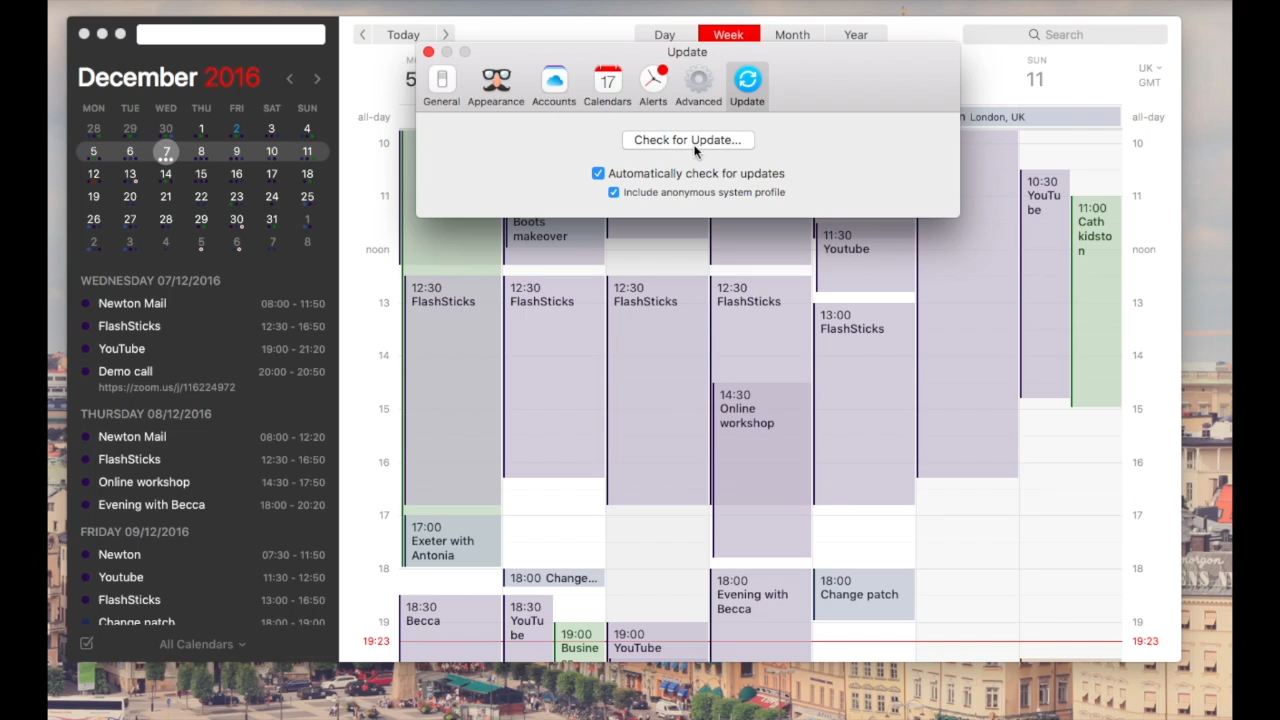 December 2016
MON TUE WED THU FRI SAT SUN
28 29 30 1 2 3 4
5 6 7 8 9 10 11
12 13 14 15 16 17 18
19 20 21 22 23 24 25
26 27 28 29 30 31 1
2 3 4 5 6 7 8
WEDNESDAY 07/12/2016
Newton Mail 08:00 - 11:50
FlashSticks 12:30 - 16:50
YouTube 19:00 - 21:20
Demo call 20:00 - 20:50
https://zoom.us/j/116224972
THURSDAY 08/12/2016
Newton Mail 08:00 - 12:20
FlashSticks 12:30 - 16:50
Online workshop 14:30 - 17:50
Evening with Becca 18:00 - 20:20
FRIDAY 09/12/2016
Newton 07:30 - 11:50
Youtube 11:30 - 12:50
FlashSticks 13:00 - 16:50
Change patch 18:00 - 19:00
All Calendars
Today
Day Week Month Year
Search
Update
General Appearance Accounts Calendars Alerts Advanced Update
17
Check for Update...
Automatically check for updates
Include anonymous system profile
5
SUN
11
UK
GMT
all-day
London, UK
all-day
10
11
noon
13
14
15
16
17
18
19
19:23
Boots
makeover
12:30
FlashSticks
12:30
FlashSticks
12:30
FlashSticks
12:30
FlashSticks
11:30
Youtube
13:00
FlashSticks
14:30
Online
workshop
10:30
YouTu
be
11:00
Cath
kidsto
n
17:00
Exeter with
Antonia
18:00 Change...
18:00
Evening with
Becca
18:00
Change patch
18:30
Becca
18:30
YouTu
be
19:00
Busine
19:00
YouTube
10
11
noon
13
14
15
16
17
18
19
19:23